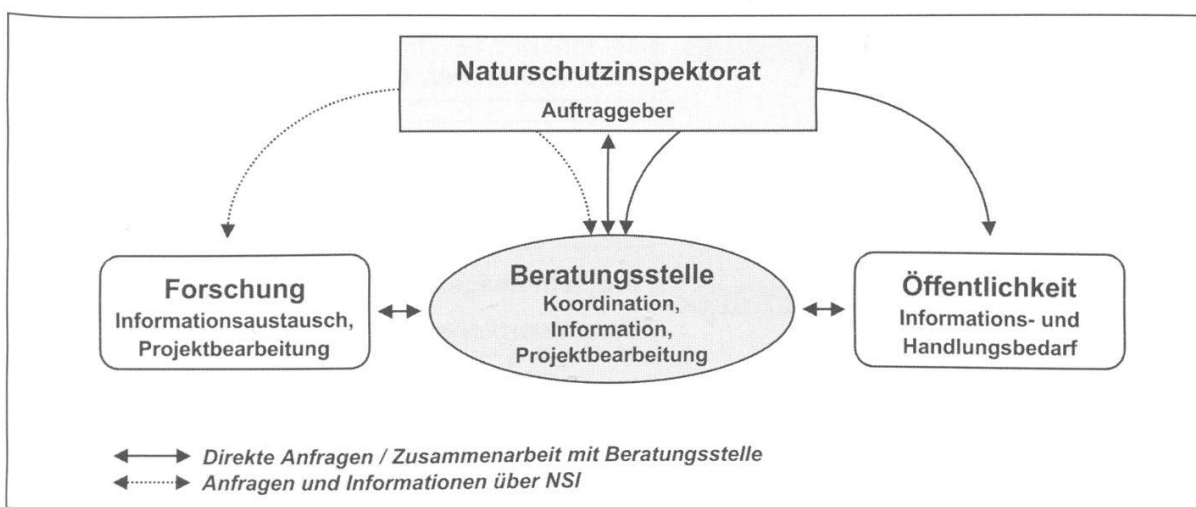 Naturschutzinspektorat
Auftraggeber
Forschung
Informationsaustausch,
Projektbearbeitung
Beratungsstelle
Koordination,
Information,
Projektbearbeitung
Öffentlichkeit
Informations- und
Handlungsbedarf
Direkte Anfragen / Zusammenarbeit mit Beratungsstelle
Anfragen und Informationen über NSI